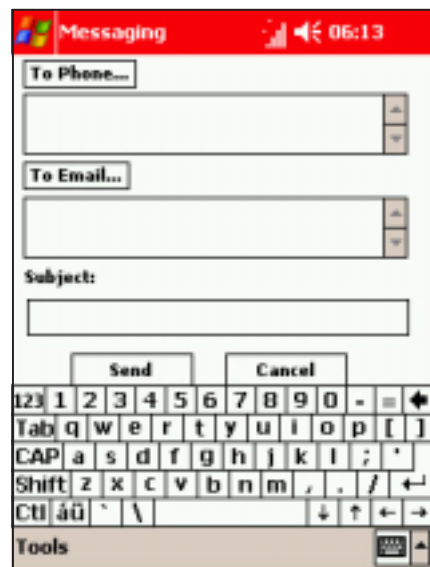 Messaging 06:13
To Phone...
To Email...
Subject:
Send Cancel
123 1 2 3 4 5 6 7 8 9 0 - = ←
Tab q w e r t y u i o p [ ]
CAP a s d f g h j k l ; '
Shift z x c v b n m , . / ↵
Ctl áü ` \ ↓ ↑ ← →
Tools